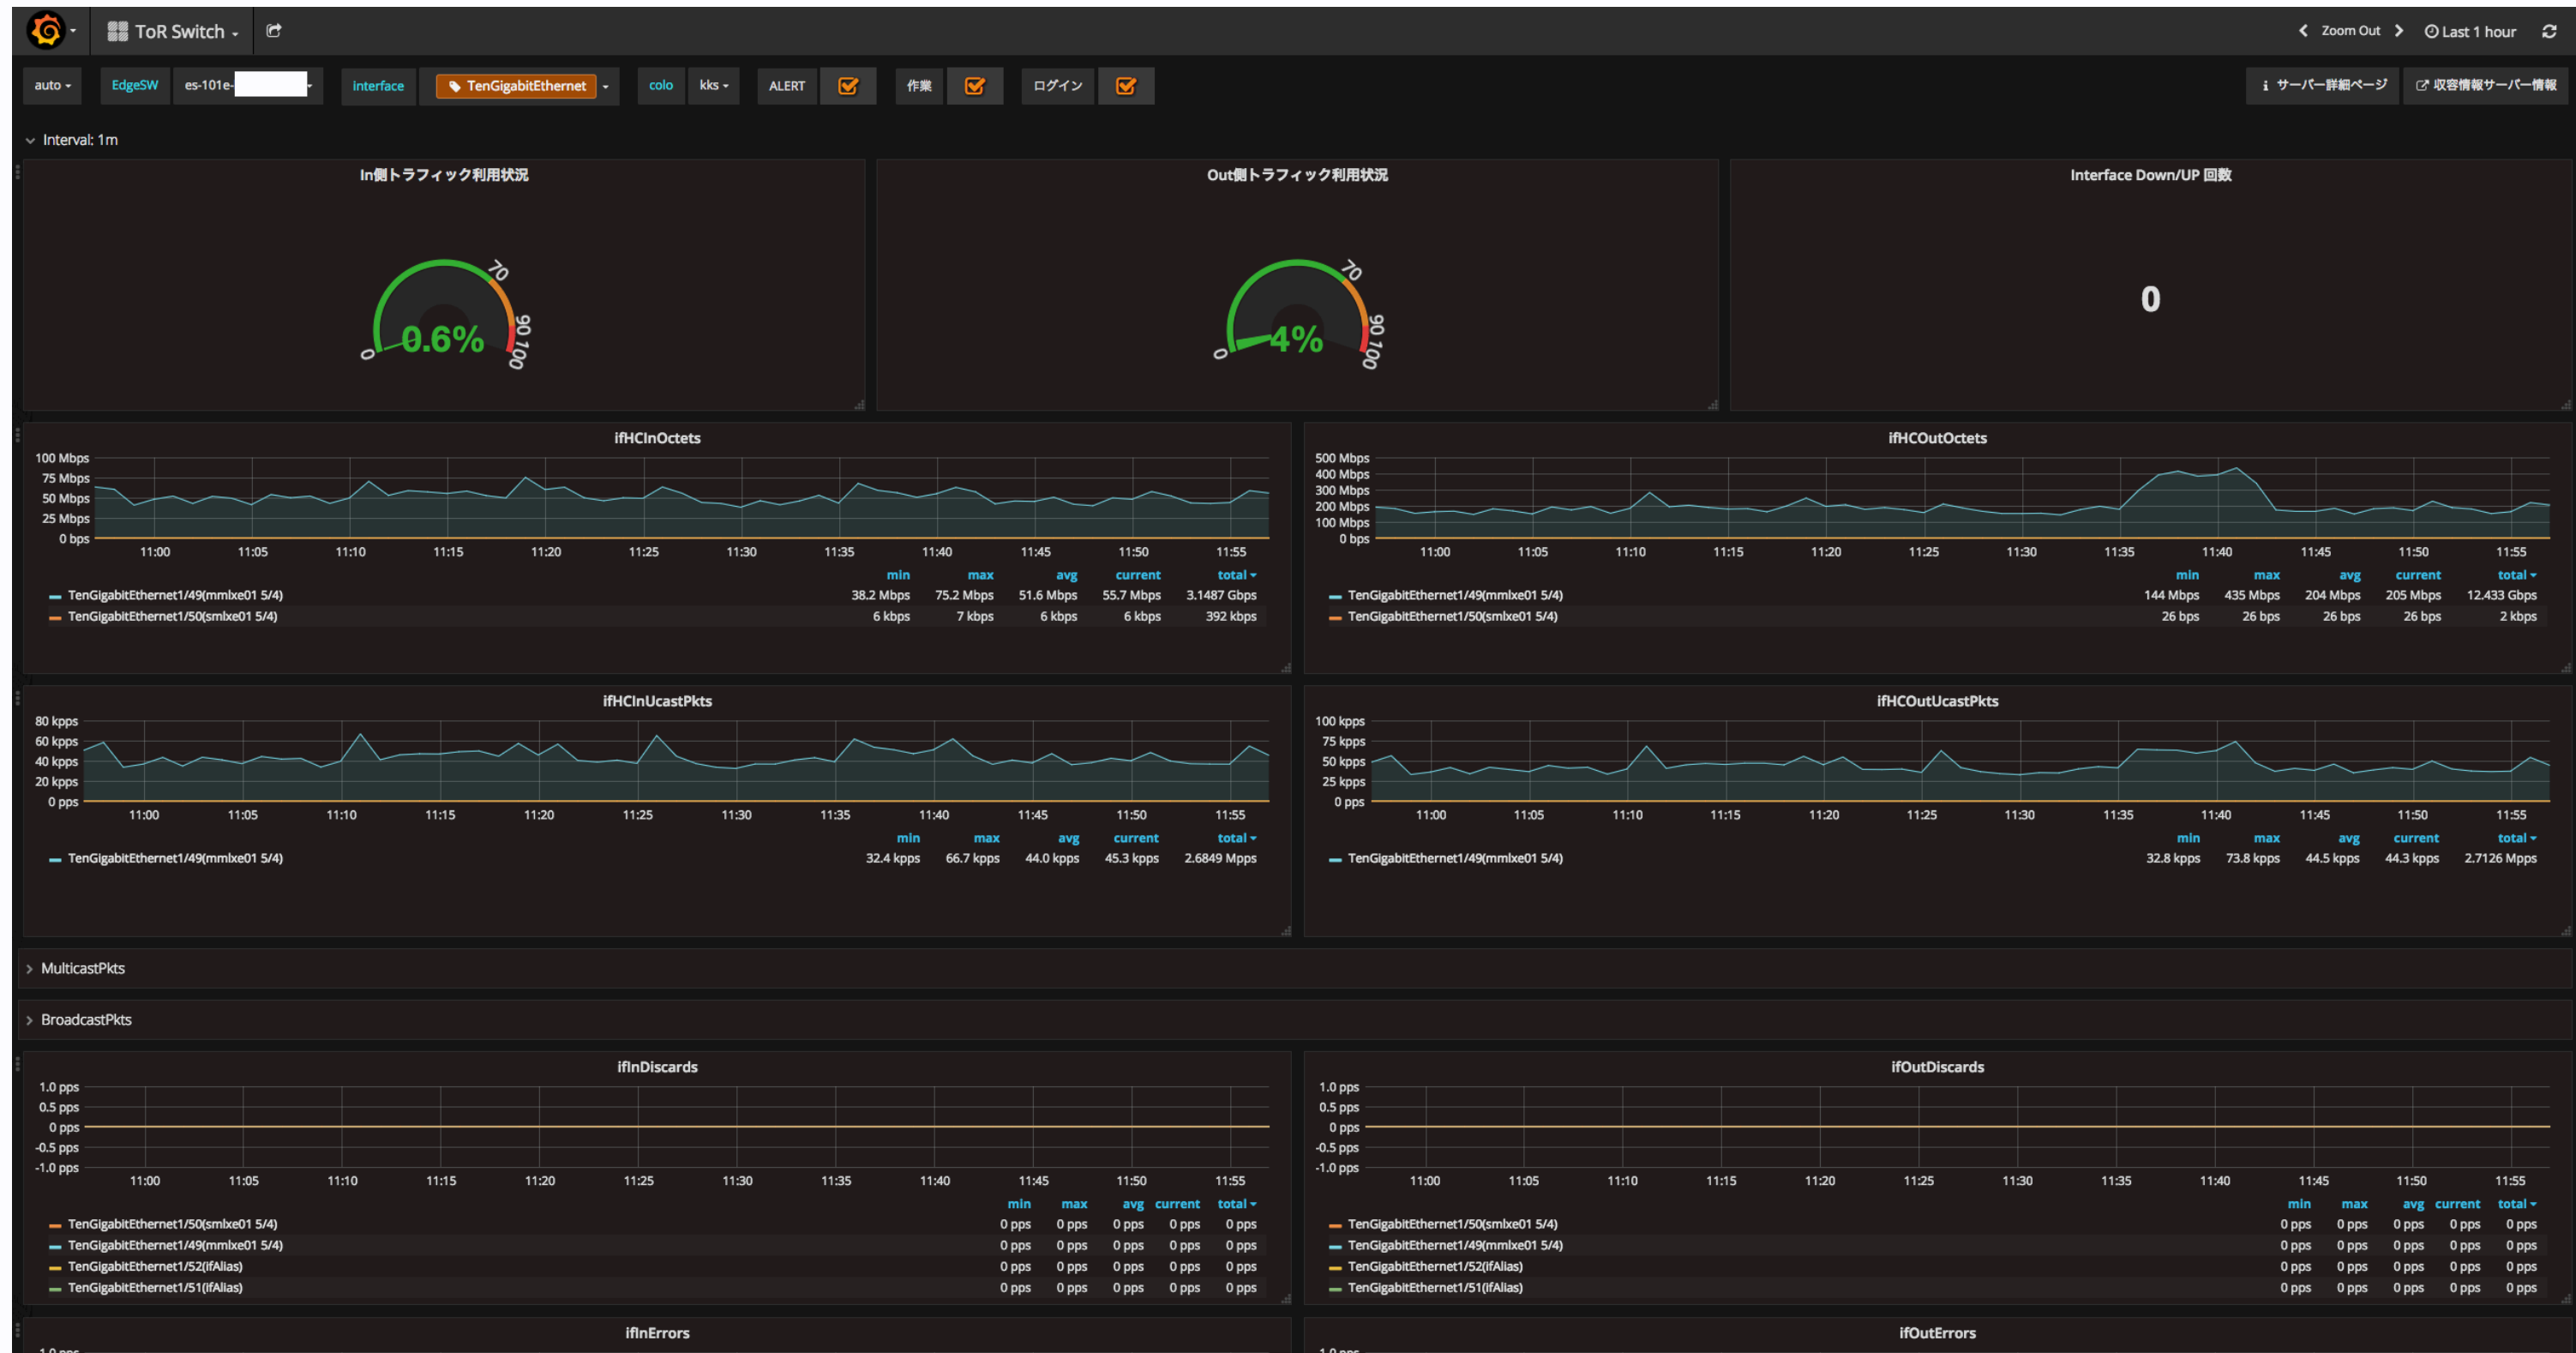 ToR Switch Zoom Out Last 1 hour
auto EdgeSW es-101e- Interface TenGigabitEthernet colo kks ALERT 作業 ログイン サーバー詳細ページ 収容情報サーバー情報
Interval: 1m
In側トラフィック利用状況
0 70 90 100
0.6%
Out側トラフィック利用状況
0 70 90 100
4%
Interface Down/UP 回数
0
ifHCInOctets
100 Mbps
75 Mbps
50 Mbps
25 Mbps
0 bps
11:00 11:05 11:10 11:15 11:20 11:25 11:30 11:35 11:40 11:45 11:50 11:55
min max avg current total
TenGigabitEthernet1/49(mmlxe01 5/4) 38.2 Mbps 75.2 Mbps 51.6 Mbps 55.7 Mbps 3.1487 Gbps
TenGigabitEthernet1/50(smlxe01 5/4) 6 kbps 7 kbps 6 kbps 6 kbps 392 kbps
ifHCOutOctets
500 Mbps
400 Mbps
300 Mbps
200 Mbps
100 Mbps
0 bps
11:00 11:05 11:10 11:15 11:20 11:25 11:30 11:35 11:40 11:45 11:50 11:55
min max avg current total
TenGigabitEthernet1/49(mmlxe01 5/4) 144 Mbps 435 Mbps 204 Mbps 205 Mbps 12.433 Gbps
TenGigabitEthernet1/50(smlxe01 5/4) 26 bps 26 bps 26 bps 26 bps 2 kbps
ifHCInUcastPkts
80 kpps
60 kpps
40 kpps
20 kpps
0 pps
11:00 11:05 11:10 11:15 11:20 11:25 11:30 11:35 11:40 11:45 11:50 11:55
min max avg current total
TenGigabitEthernet1/49(mmlxe01 5/4) 32.4 kpps 66.7 kpps 44.0 kpps 45.3 kpps 2.6849 Mpps
ifHCOutUcastPkts
100 kpps
75 kpps
50 kpps
25 kpps
0 pps
11:00 11:05 11:10 11:15 11:20 11:25 11:30 11:35 11:40 11:45 11:50 11:55
min max avg current total
TenGigabitEthernet1/49(mmlxe01 5/4) 32.8 kpps 73.8 kpps 44.5 kpps 44.3 kpps 2.7126 Mpps
MulticastPkts
BroadcastPkts
ifInDiscards
1.0 pps
0.5 pps
0 pps
-0.5 pps
-1.0 pps
11:00 11:05 11:10 11:15 11:20 11:25 11:30 11:35 11:40 11:45 11:50 11:55
min max avg current total
TenGigabitEthernet1/50(smlxe01 5/4) 0 pps 0 pps 0 pps 0 pps 0 pps
TenGigabitEthernet1/49(mmlxe01 5/4) 0 pps 0 pps 0 pps 0 pps 0 pps
TenGigabitEthernet1/52(ifAlias) 0 pps 0 pps 0 pps 0 pps 0 pps
TenGigabitEthernet1/51(ifAlias) 0 pps 0 pps 0 pps 0 pps 0 pps
ifOutDiscards
1.0 pps
0.5 pps
0 pps
-0.5 pps
-1.0 pps
11:00 11:05 11:10 11:15 11:20 11:25 11:30 11:35 11:40 11:45 11:50 11:55
min max avg current total
TenGigabitEthernet1/50(smlxe01 5/4) 0 pps 0 pps 0 pps 0 pps 0 pps
TenGigabitEthernet1/49(mmlxe01 5/4) 0 pps 0 pps 0 pps 0 pps 0 pps
TenGigabitEthernet1/52(ifAlias) 0 pps 0 pps 0 pps 0 pps 0 pps
TenGigabitEthernet1/51(ifAlias) 0 pps 0 pps 0 pps 0 pps 0 pps
ifInErrors
1.0 pps
ifOutErrors
1.0 pps